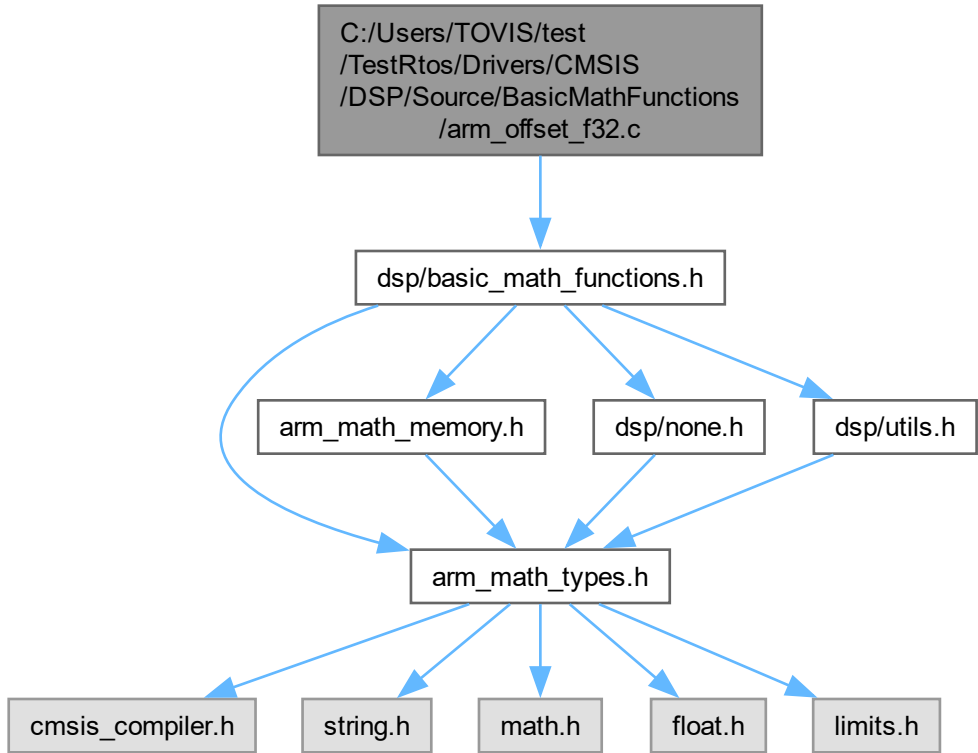 C:/Users/TOVIS/test
/TestRtos/Drivers/CMSIS
/DSP/Source/BasicMathFunctions
/arm_offset_f32.c
dsp/basic_math_functions.h
arm_math_memory.h
dsp/none.h
dsp/utils.h
arm_math_types.h
cmsis_compiler.h
string.h
math.h
float.h
limits.h